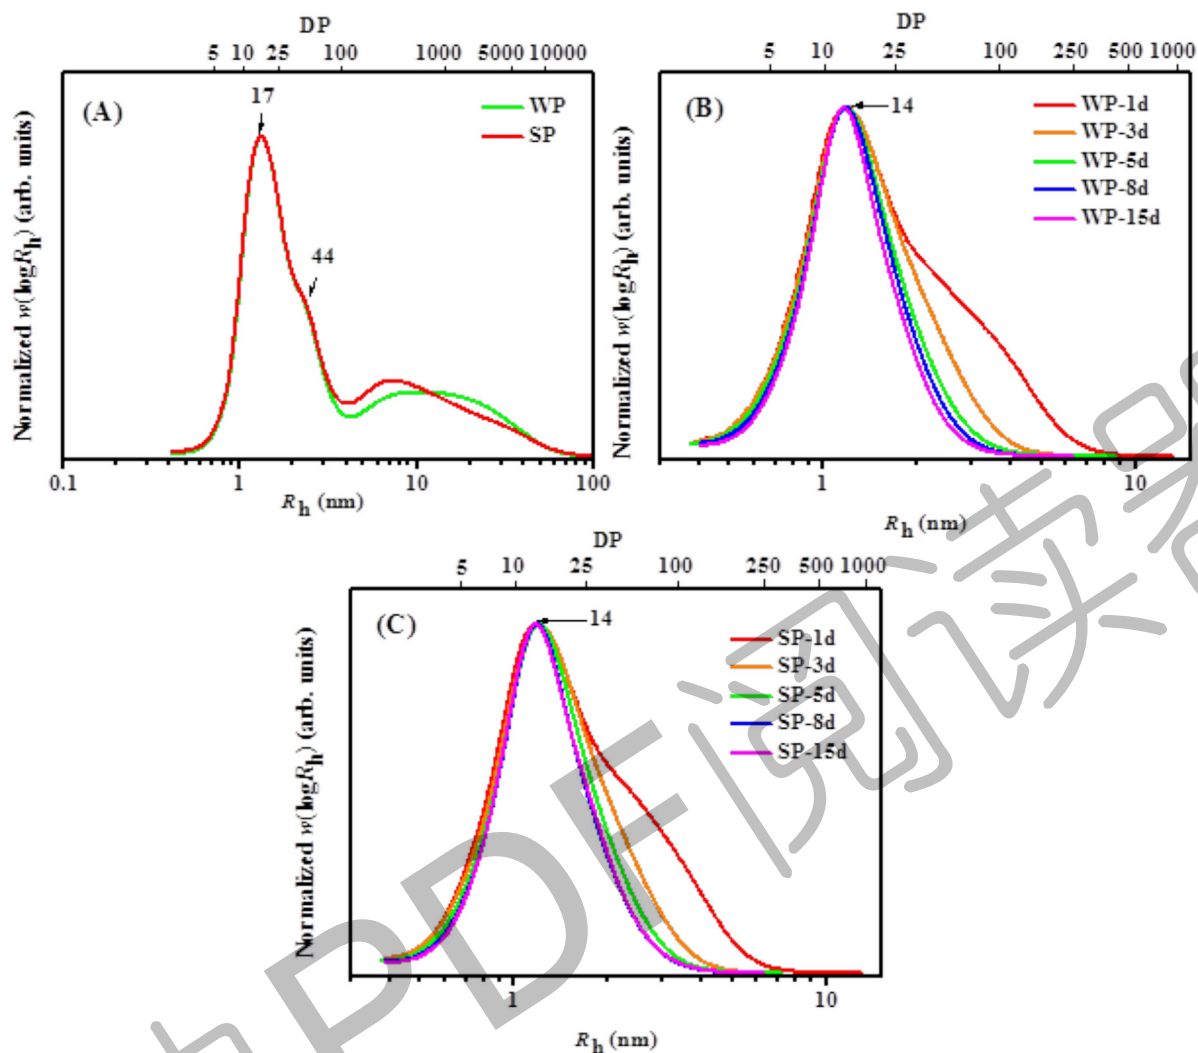 DP
5 10 25 100 1000 5000 10000
(A)
17
44
WP
SP
Normalized w(logRh) (arb. units)
0.1 1 10 100
Rh (nm)
DP
5 10 25 100 250 500 1000
(B)
14
WP-1d
WP-3d
WP-5d
WP-8d
WP-15d
Normalized w(logRh) (arb. units)
1 10
Rh (nm)
DP
5 10 25 100 250 500 1000
(C)
14
SP-1d
SP-3d
SP-5d
SP-8d
SP-15d
Normalized w(logRh) (arb. units)
1 10
Rh (nm)
PDF阅读